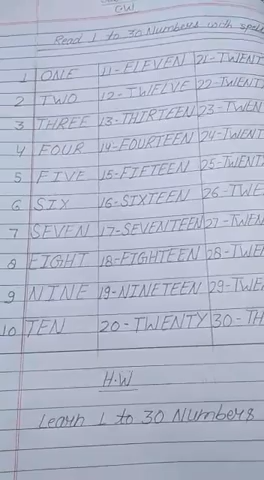 G.W
Read 1 to 30 Numbers with
1 ONE 11-ELEVEN 21-TWENT
2 TWO 12-TWELVE 22-TWENT
3 THREE 13-THIRTEEN 23-TWEN
4 FOUR 14-FOURTEEN 24-TWENT
5 FIVE 15-FIFTEEN 25-TWENT
6 SIX 16-SIXTEEN 26-TWE
7 SEVEN 17-SEVENTEEN 27-TWEN
8 EIGHT 18-EIGHTEEN 28-TWE
9 NINE 19-NINETEEN 29-TWE
10 TEN 20-TWENTY 30-TH
H.W
Learn 1 to 30 Numbers